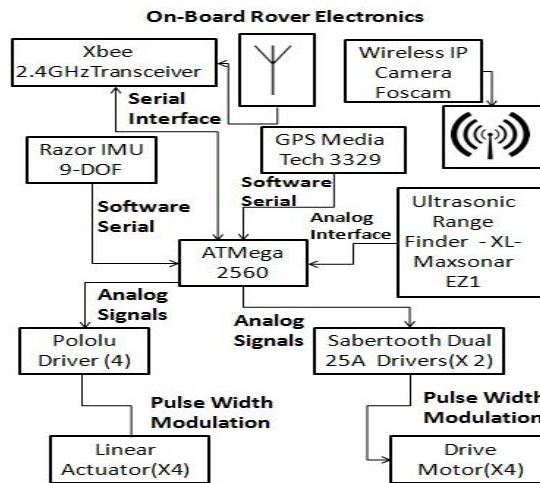 On-Board Rover Electronics
Xbee
2.4GHzTransceiver
Wireless IP
Camera
Foscam
Serial
Interface
Razor IMU
9-DOF
GPS Media
Tech 3329
Software
Serial
Software
Serial
Analog
Interface
Ultrasonic
Range
Finder - XL-
Maxsonar
EZ1
ATMega
2560
Analog
Signals
Analog
Signals
Pololu
Driver (4)
Sabertooth Dual
25A Drivers(X 2)
Pulse Width
Modulation
Pulse Width
Modulation
Linear
Actuator(X4)
Drive
Motor(X4)